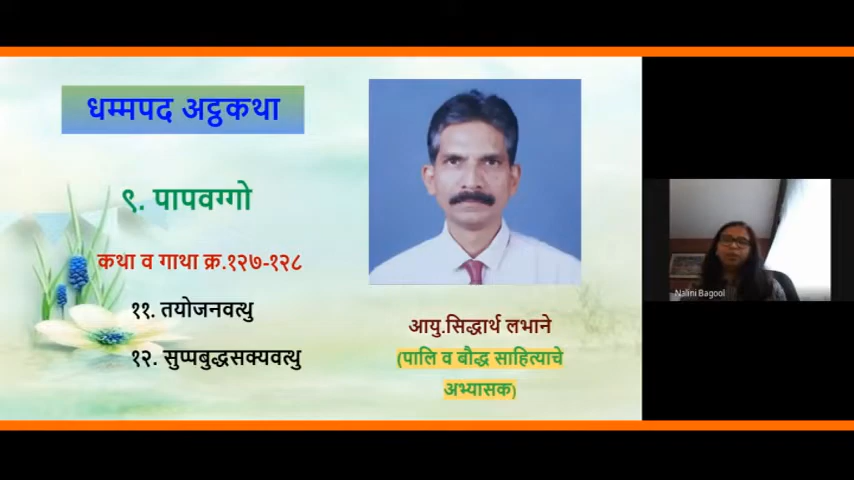 धम्मपद अट्ठकथा
९. पापवग्गो
कथा व गाथा क्र.१२७-१२८
११. तयोजनवत्थु
१२. सुप्पबुद्धसक्यवत्थु
आयु.सिद्धार्थ लभाने
(पालि व बौद्ध साहित्याचे
अभ्यासक)
Nalini Bagool